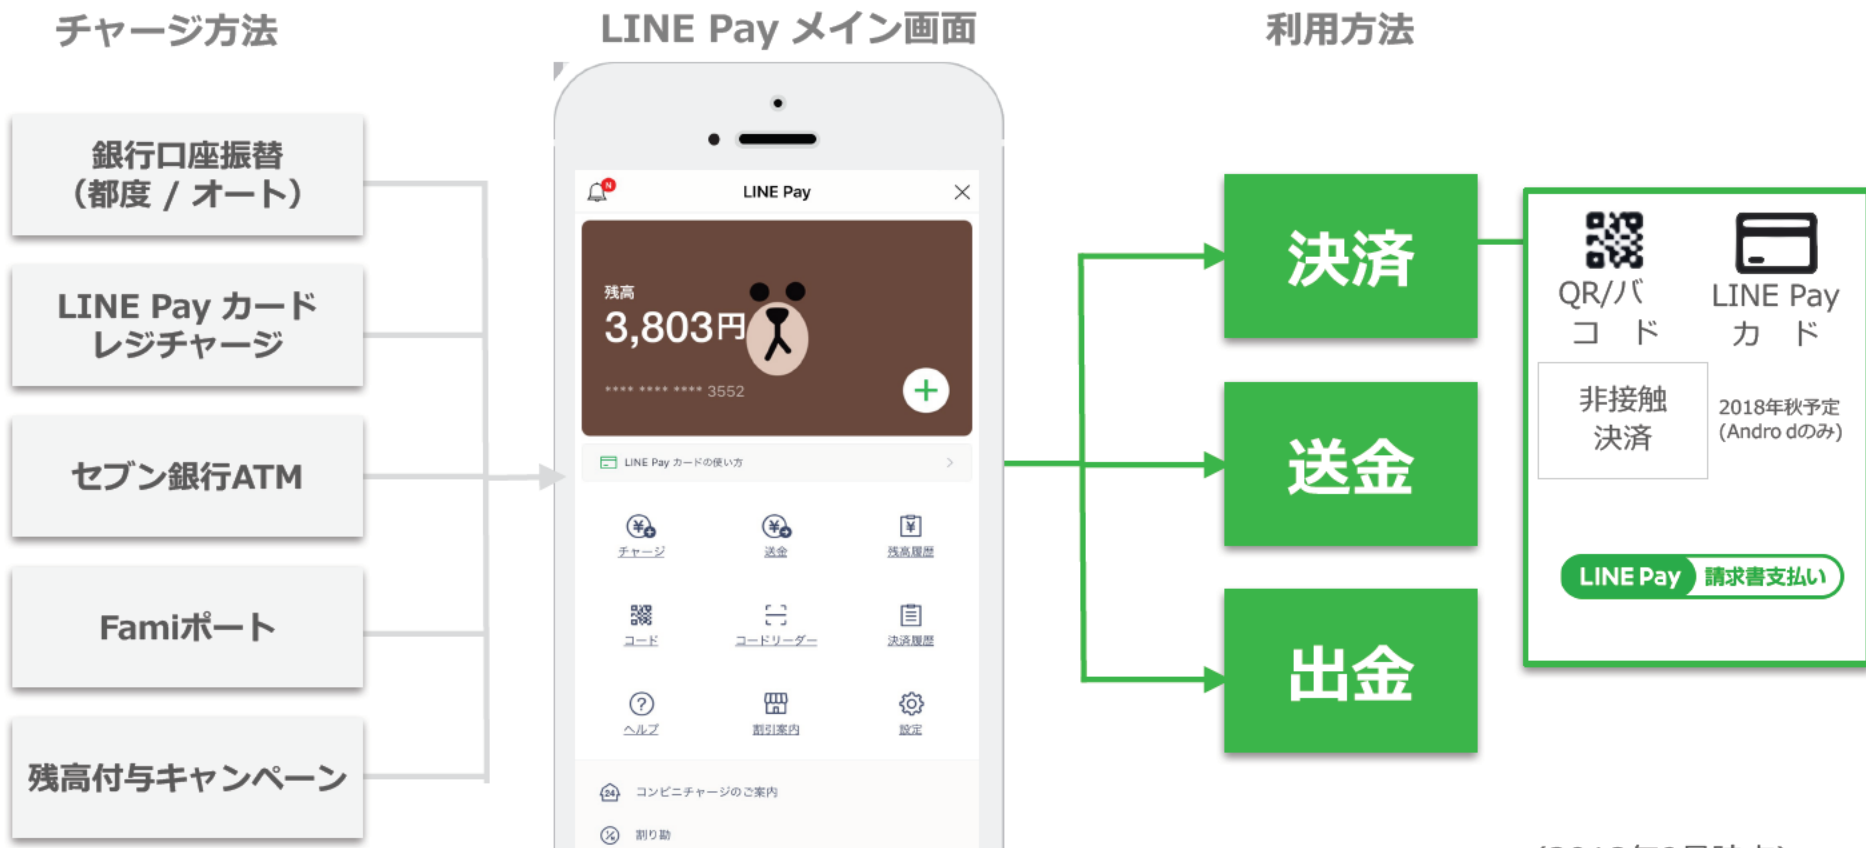 チャージ方法
LINE Pay メイン画面
利用方法
銀行口座振替
（都度 / オート）
LINE Pay カード
レジチャージ
セブン銀行ATM
Famiポート
残高付与キャンペーン
N
LINE Pay
残高
3,803円
**** **** **** 3552
LINE Pay カードの使い方
チャージ
送金
残高履歴
コード
コードリーダー
決済履歴
ヘルプ
割引案内
設定
24
コンビニチャージのご案内
割り勘
決済
送金
出金
QR/バ
コ ド
LINE Pay
カ ド
非接触
決済
2018年秋予定
(Andro dのみ)
LINE Pay 請求書支払い